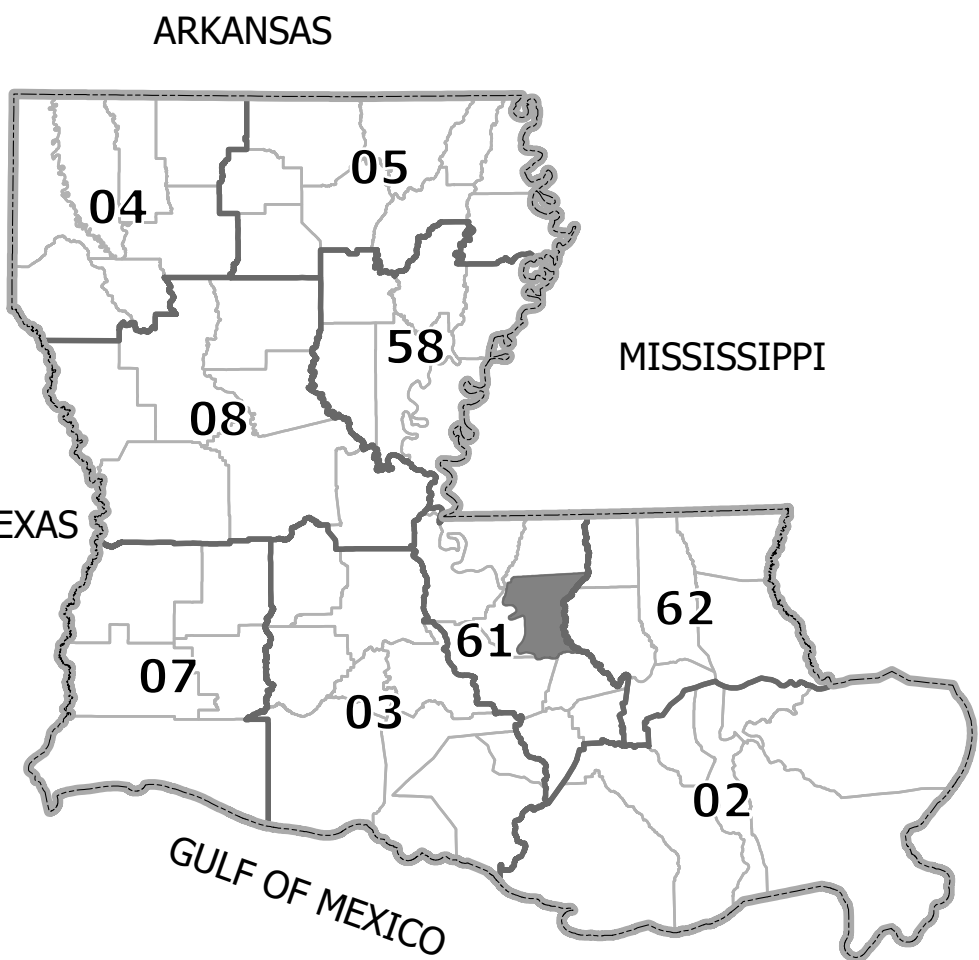 ARKANSAS
05
04
58
MISSISSIPPI
08
EXAS
62
61
07
03
02
GULF OF MEXICO